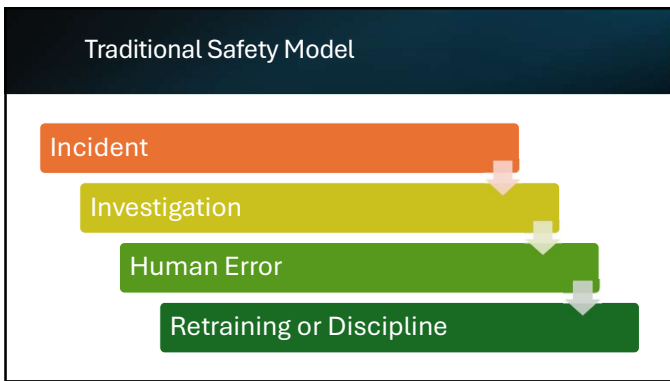 Traditional Safety Model
Incident
Investigation
Human Error
Retraining or Discipline